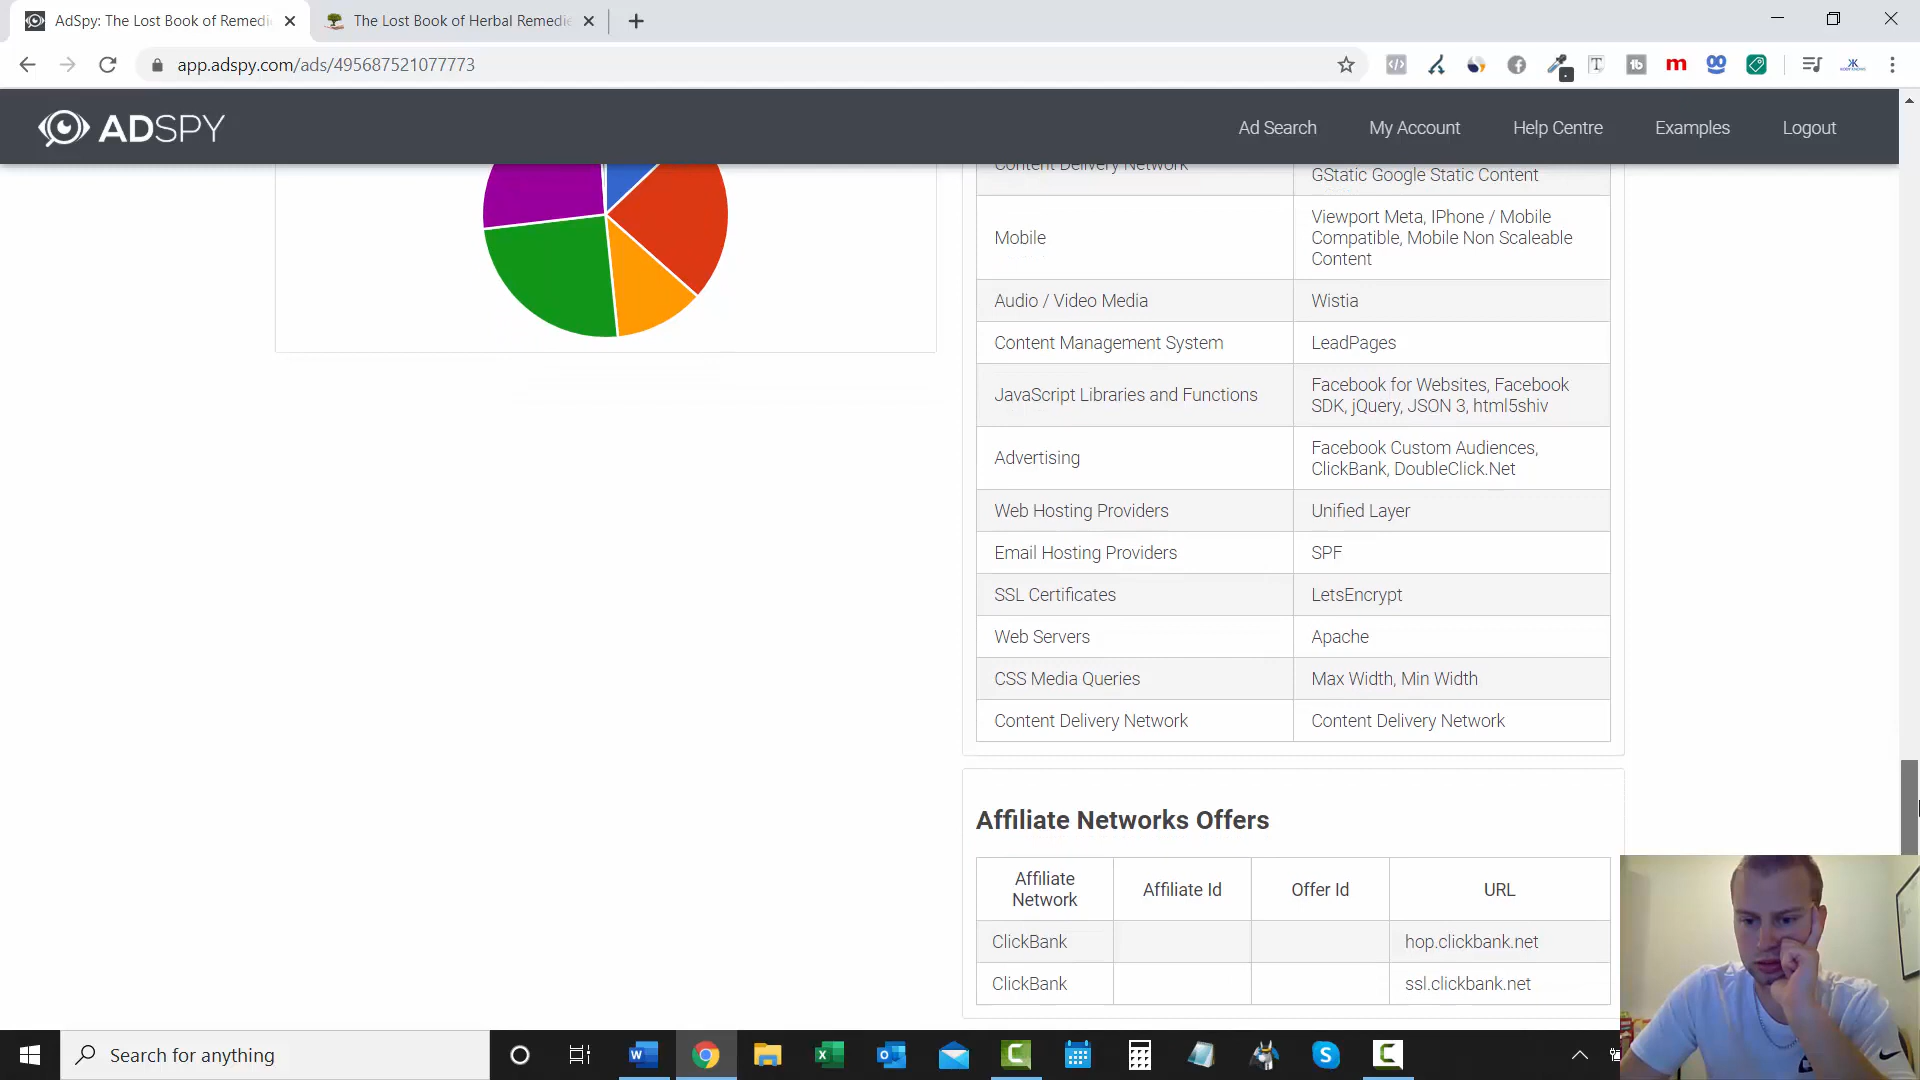 AdSpy: The Lost Book of Remedi
The Lost Book of Herbal Remedie
app.adspy.com/ads/495687521077773
ADSPY
Ad Search
My Account
Help Centre
Examples
Logout
Content Delivery Network
GStatic Google Static Content
Mobile
Viewport Meta, IPhone / Mobile
Compatible, Mobile Non Scaleable
Content
Audio / Video Media
Wistia
Content Management System
LeadPages
JavaScript Libraries and Functions
Facebook for Websites, Facebook
SDK, jQuery, JSON 3, html5shiv
Advertising
Facebook Custom Audiences,
ClickBank, DoubleClick.Net
Web Hosting Providers
Unified Layer
Email Hosting Providers
SPF
SSL Certificates
LetsEncrypt
Web Servers
Apache
CSS Media Queries
Max Width, Min Width
Content Delivery Network
Content Delivery Network
Affiliate Networks Offers
Affiliate
Network
Affiliate Id
Offer Id
URL
ClickBank
hop.clickbank.net
ClickBank
ssl.clickbank.net
Search for anything